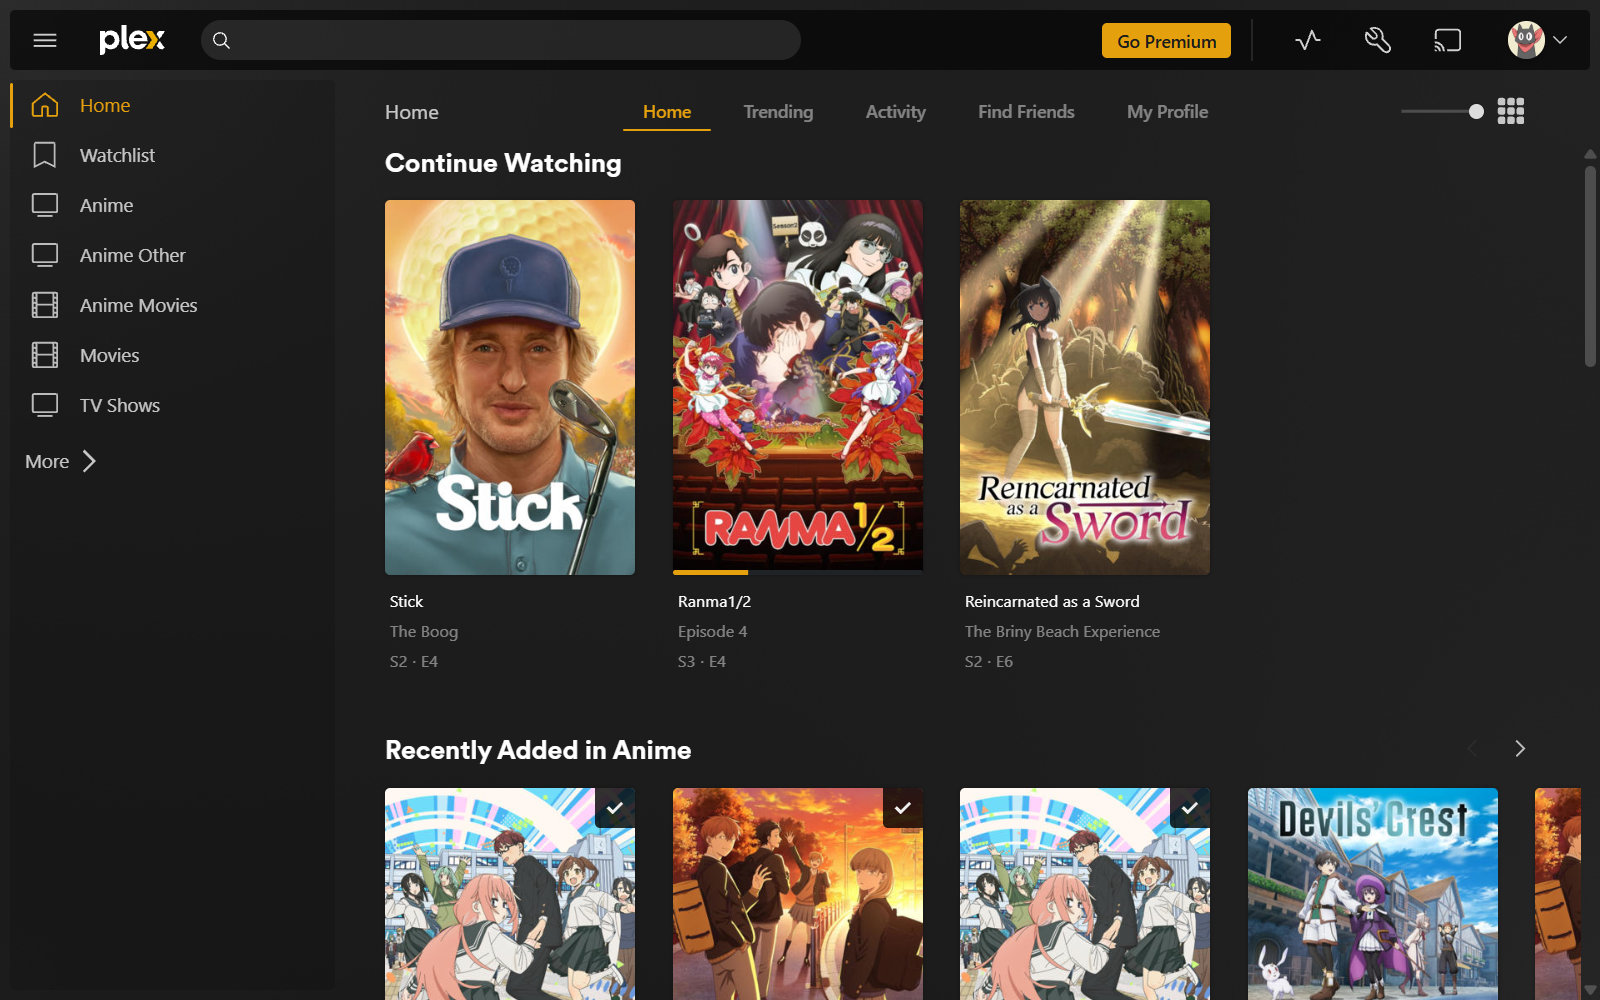 plex
Go Premium
Home
Watchlist
Anime
Anime Other
Anime Movies
Movies
TV Shows
More
Home
Home
Trending
Activity
Find Friends
My Profile
Continue Watching
Stick
Season2
RANMA1/2
Reincarnated
as a Sword
Stick
The Boog
S2 · E4
Ranma1/2
Episode 4
S3 · E4
Reincarnated as a Sword
The Briny Beach Experience
S2 · E6
Recently Added in Anime
Devils' Crest